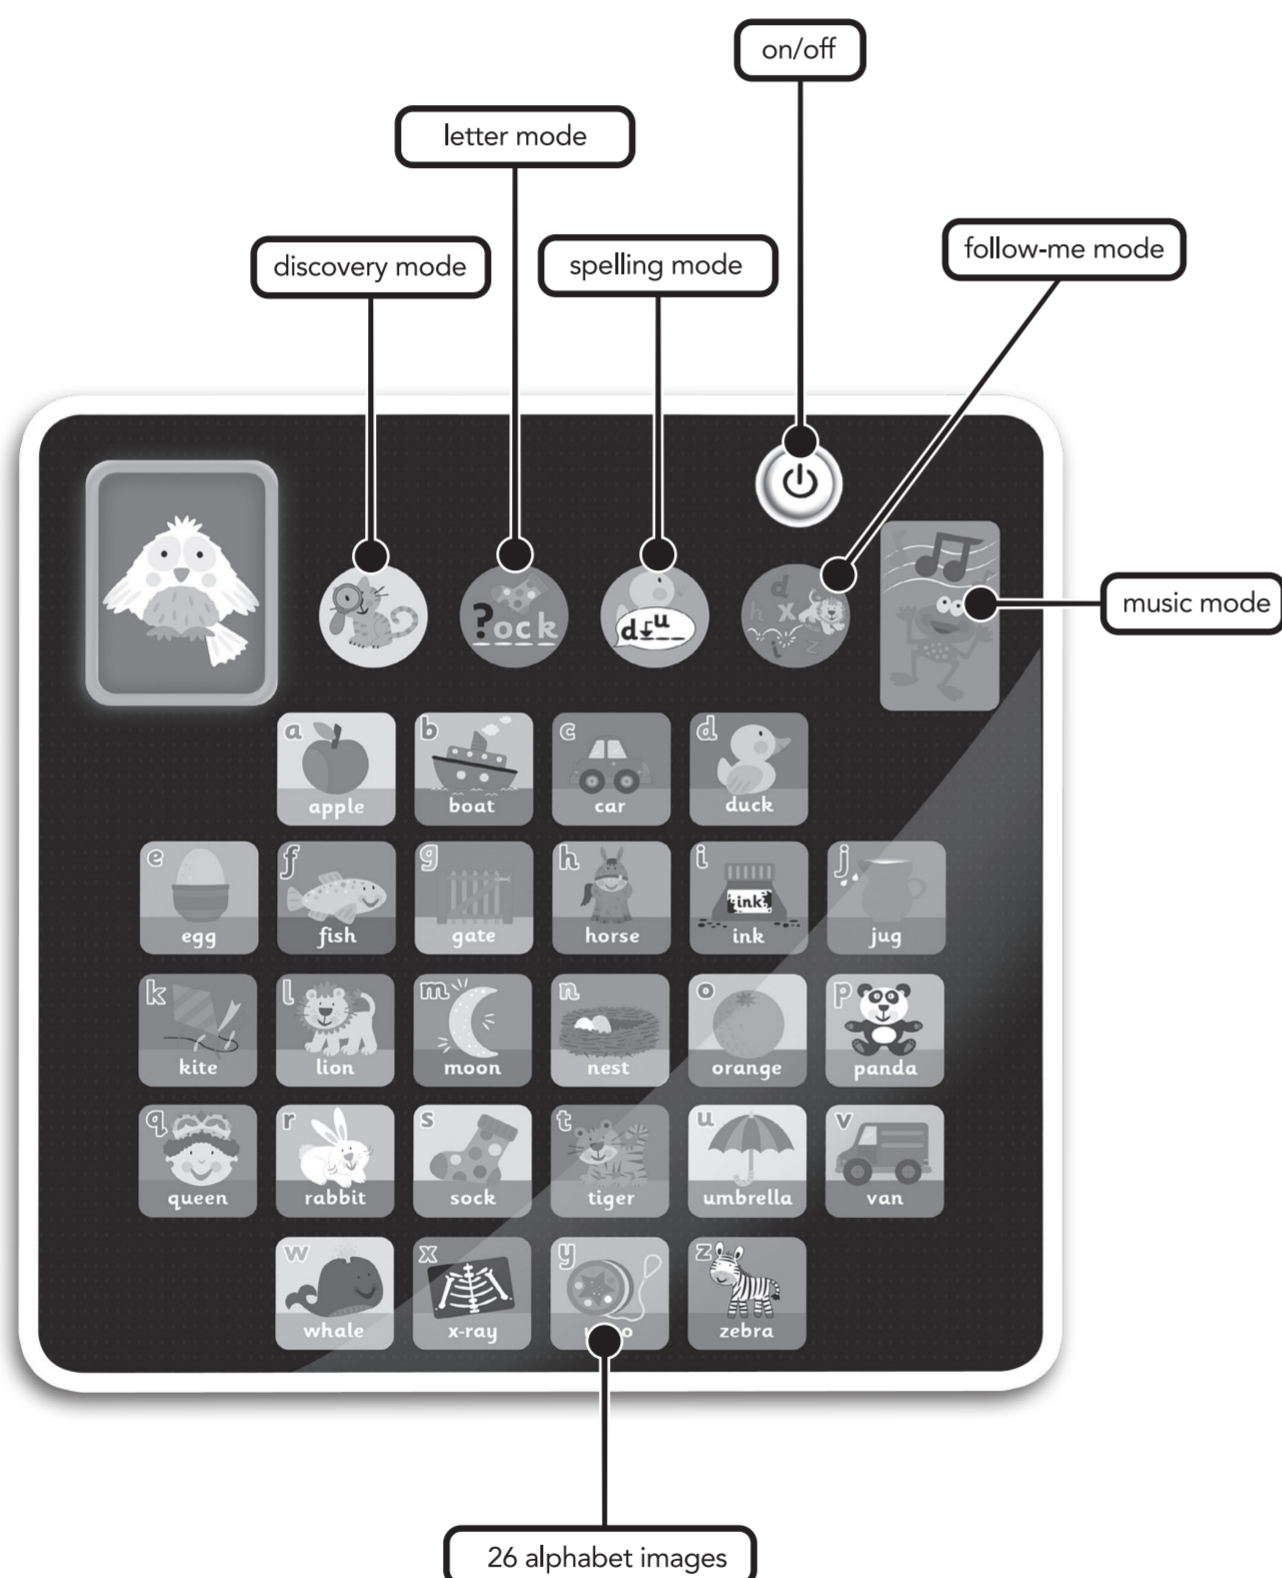 on/off
letter mode
discovery mode
spelling mode
follow-me mode
music mode
?ock
d u
d
h x
z
a
apple
b
boat
c
car
d
duck
e
egg
f
fish
g
gate
h
horse
i
ink
ink
j
jug
k
kite
l
lion
m
moon
n
nest
o
orange
p
panda
q
queen
r
rabbit
s
sock
t
tiger
u
umbrella
v
van
w
whale
x
x-ray
y
z
zebra
26 alphabet images